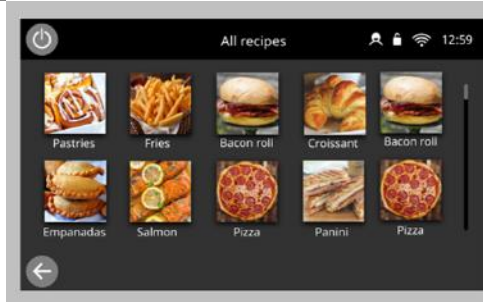 All recipes 12:59
Pastries Fries Bacon roll Croissant Bacon roll
Empanadas Salmon Pizza Panini Pizza